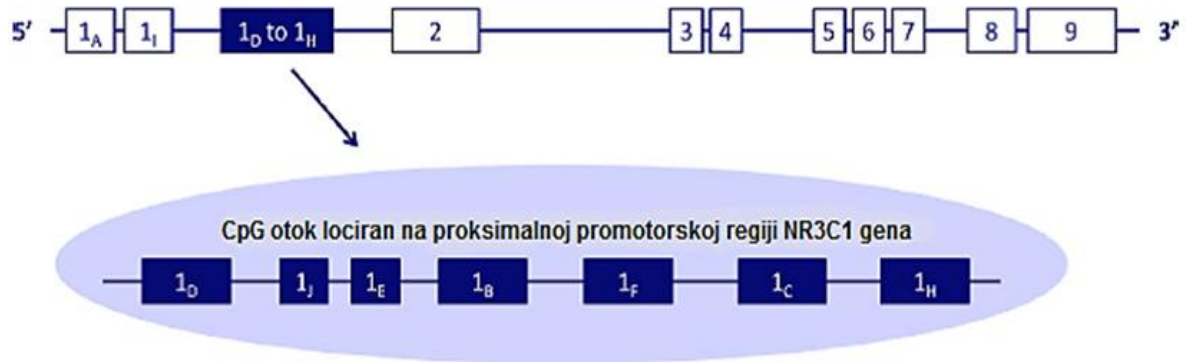 5’ 1A 1I 1D to 1H 2 3 4 5 6 7 8 9 3’
CpG otok lociran na proksimalnoj promotorskoj regiji NR3C1 gena
1D 1J 1E 1B 1F 1C 1H